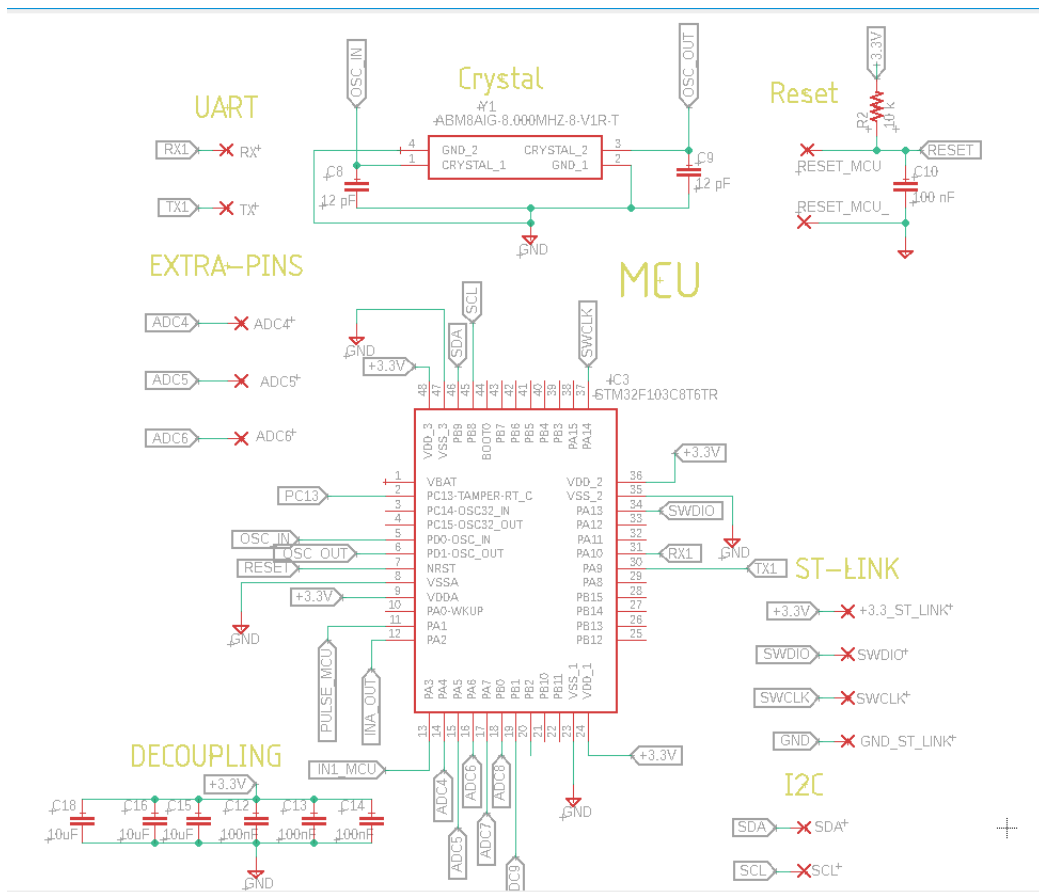 Crystal
OSC_IN
OSC_OUT
Y1
ABM8AIG-8.000MHZ-8-V1R-T
4
GND_2
CRYSTAL_2
3
1
CRYSTAL_1
GND_1
2
C8
12 pF
C9
12 pF
GND
Reset
+3.3V
R2
10 K
RESET
RESET_MCU
C10
100 nF
RESET_MCU_
UART
RX1
RX
TX1
TX
EXTRA-PINS
ADC4
ADC4
ADC5
ADC5
ADC6
ADC6
MEU
GND
+3.3V
SDA
SCL
SWCLK
C3
STM32F103C8T6TR
48
47
46
45
44
43
42
41
40
39
38
37
VDD_3
VSS_3
PB9
PB8
BOOT0
PB7
PB6
PB5
PB4
PB3
PA15
PA14
1
VBAT
PC13
2
PC13-TAMPER-RT_C
3
PC14-OSC32_IN
4
PC15-OSC32_OUT
OSC_IN
5
PD0-OSC_IN
OSC_OUT
6
PD1-OSC_OUT
RESET
7
NRST
8
VSSA
+3.3V
9
VDDA
10
PA0-WKUP
11
PA1
12
PA2
GND
PULSE_MCU
INA_OUT
VDD_2
36
+3.3V
VSS_2
35
PA13
34
SWDIO
PA12
33
PA11
32
GND
PA10
31
RX1
PA9
30
TX1
PA8
29
PB15
28
PB14
27
PB13
26
PB12
25
PA3
PA4
PA5
PA6
PA7
PB0
PB1
PB2
PB10
PB11
VSS_1
VDD_1
13
14
15
16
17
18
19
20
21
22
23
24
IN1_MCU
ADC4
ADC5
ADC6
ADC7
ADC8
DC9
GND
+3.3V
ST-LINK
+3.3V
+3.3_ST_LINK
SWDIO
SWDIO
SWCLK
SWCLK
GND
GND_ST_LINK
DECOUPLING
+3.3V
C18
10uF
C16
10uF
C15
10uF
C12
100nF
C13
100nF
C14
100nF
GND
I2C
SDA
SDA
SCL
SCL